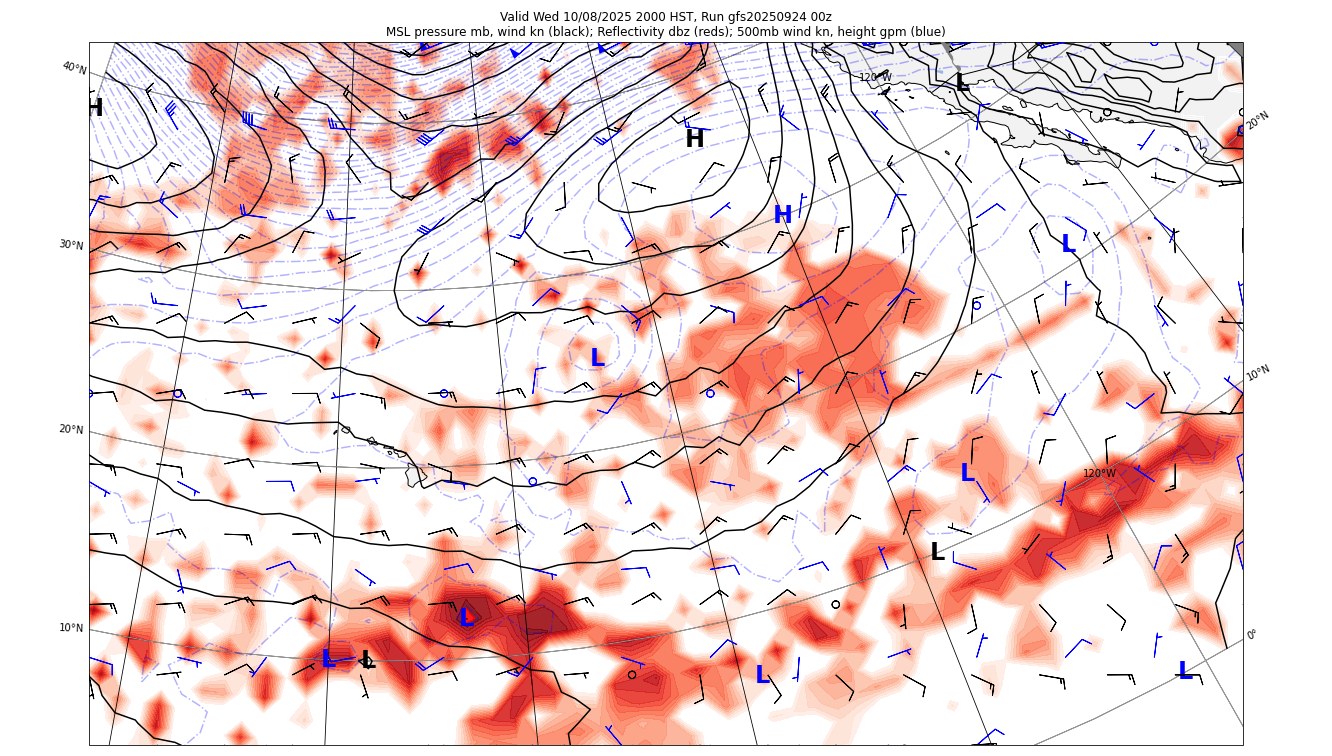 Valid Wed 10/08/2025 2000 HST, Run gfs20250924 00z
MSL pressure mb, wind kn (black); Reflectivity dbz (reds); 500mb wind kn, height gpm (blue)
40°N
120°W
L
H
20°N
H
H
L
30°N
L
10°N
20°N
L
120°W
L
L
10°N
0°
L
L
L
L